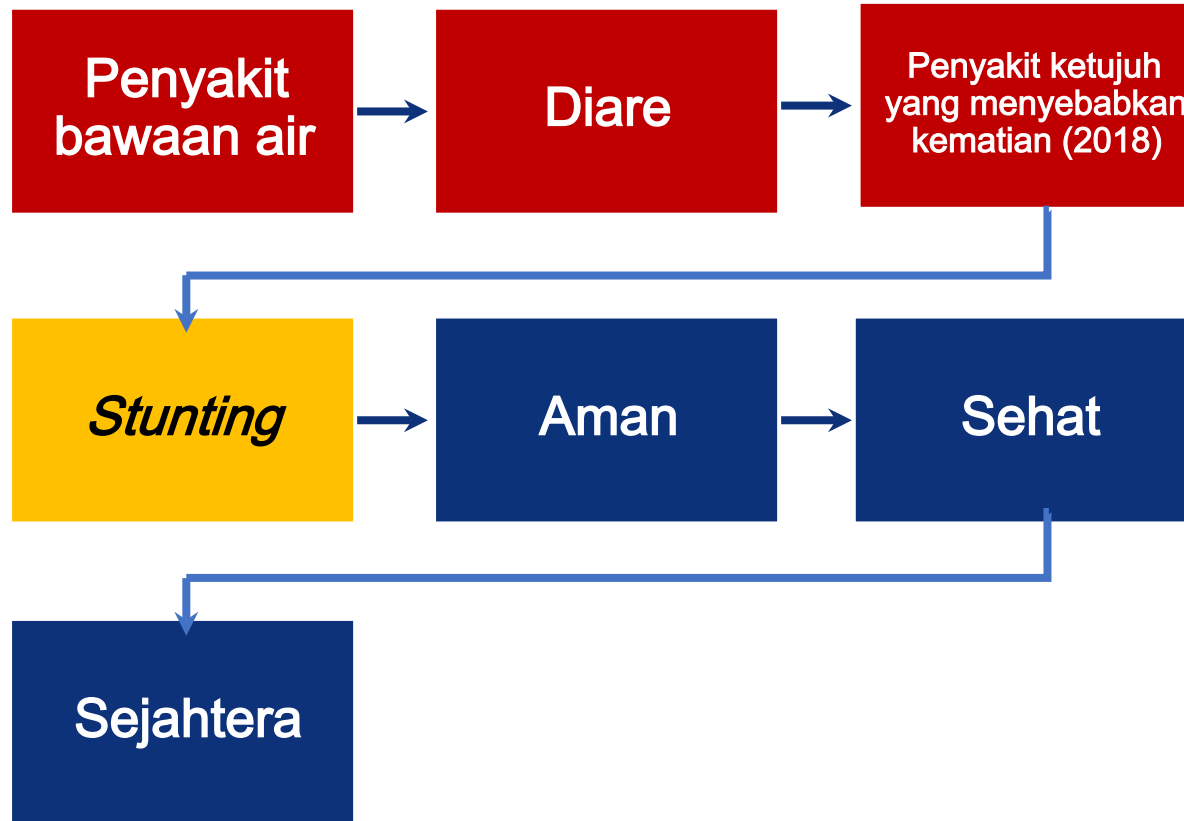 Penyakit
bawaan air
Diare
Penyakit ketujuh
yang menyebabkan
kematian (2018)
Stunting
Aman
Sehat
Sejahtera